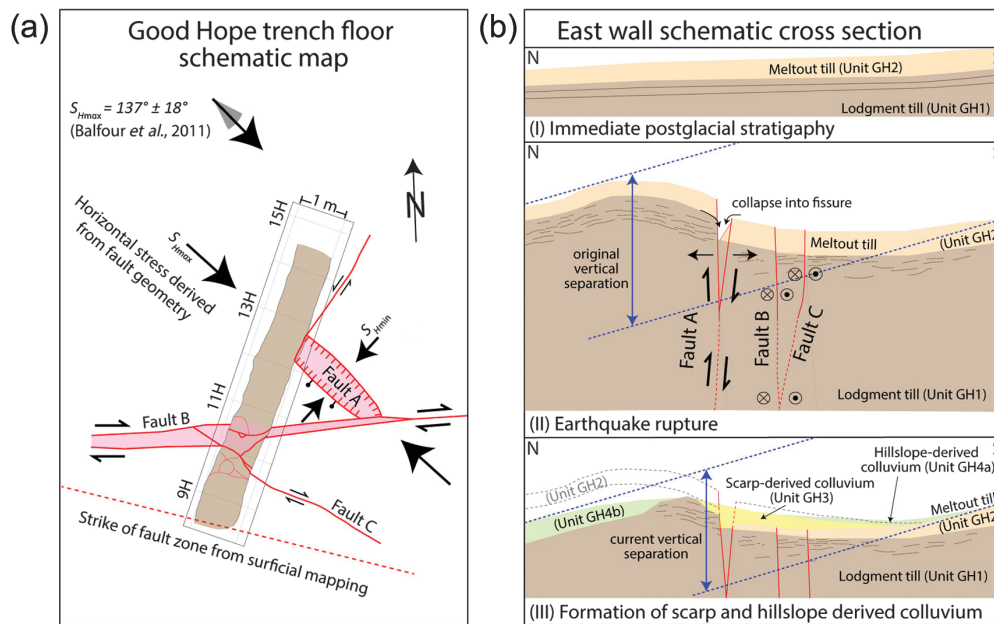 (a)
Good Hope trench floor
schematic map
SHmax = 137° ± 18°
(Balfour et al., 2011)
N
1 m
15H
13H
11H
9H
Horizontal stress derived
from fault geometry
SHmax
SHmin
Fault A
Fault B
Fault C
Strike of fault zone from surficial mapping
(b)
East wall schematic cross section
N
Meltout till (Unit GH2)
Lodgment till (Unit GH1)
(I) Immediate postglacial stratigaphy
N
collapse into fissure
Meltout till
(Unit GH2
original
vertical
separation
Fault A
Fault B
Fault C
Lodgment till (Unit GH1)
(II) Earthquake rupture
N
Hillslope-derived
colluvium (Unit GH4a)
(Unit GH2)
Scarp-derived colluvium
(Unit GH3)
(Unit GH4b)
Meltout till
(Unit GH2
current vertical
separation
Lodgment till (Unit GH1)
(III) Formation of scarp and hillslope derived colluvium